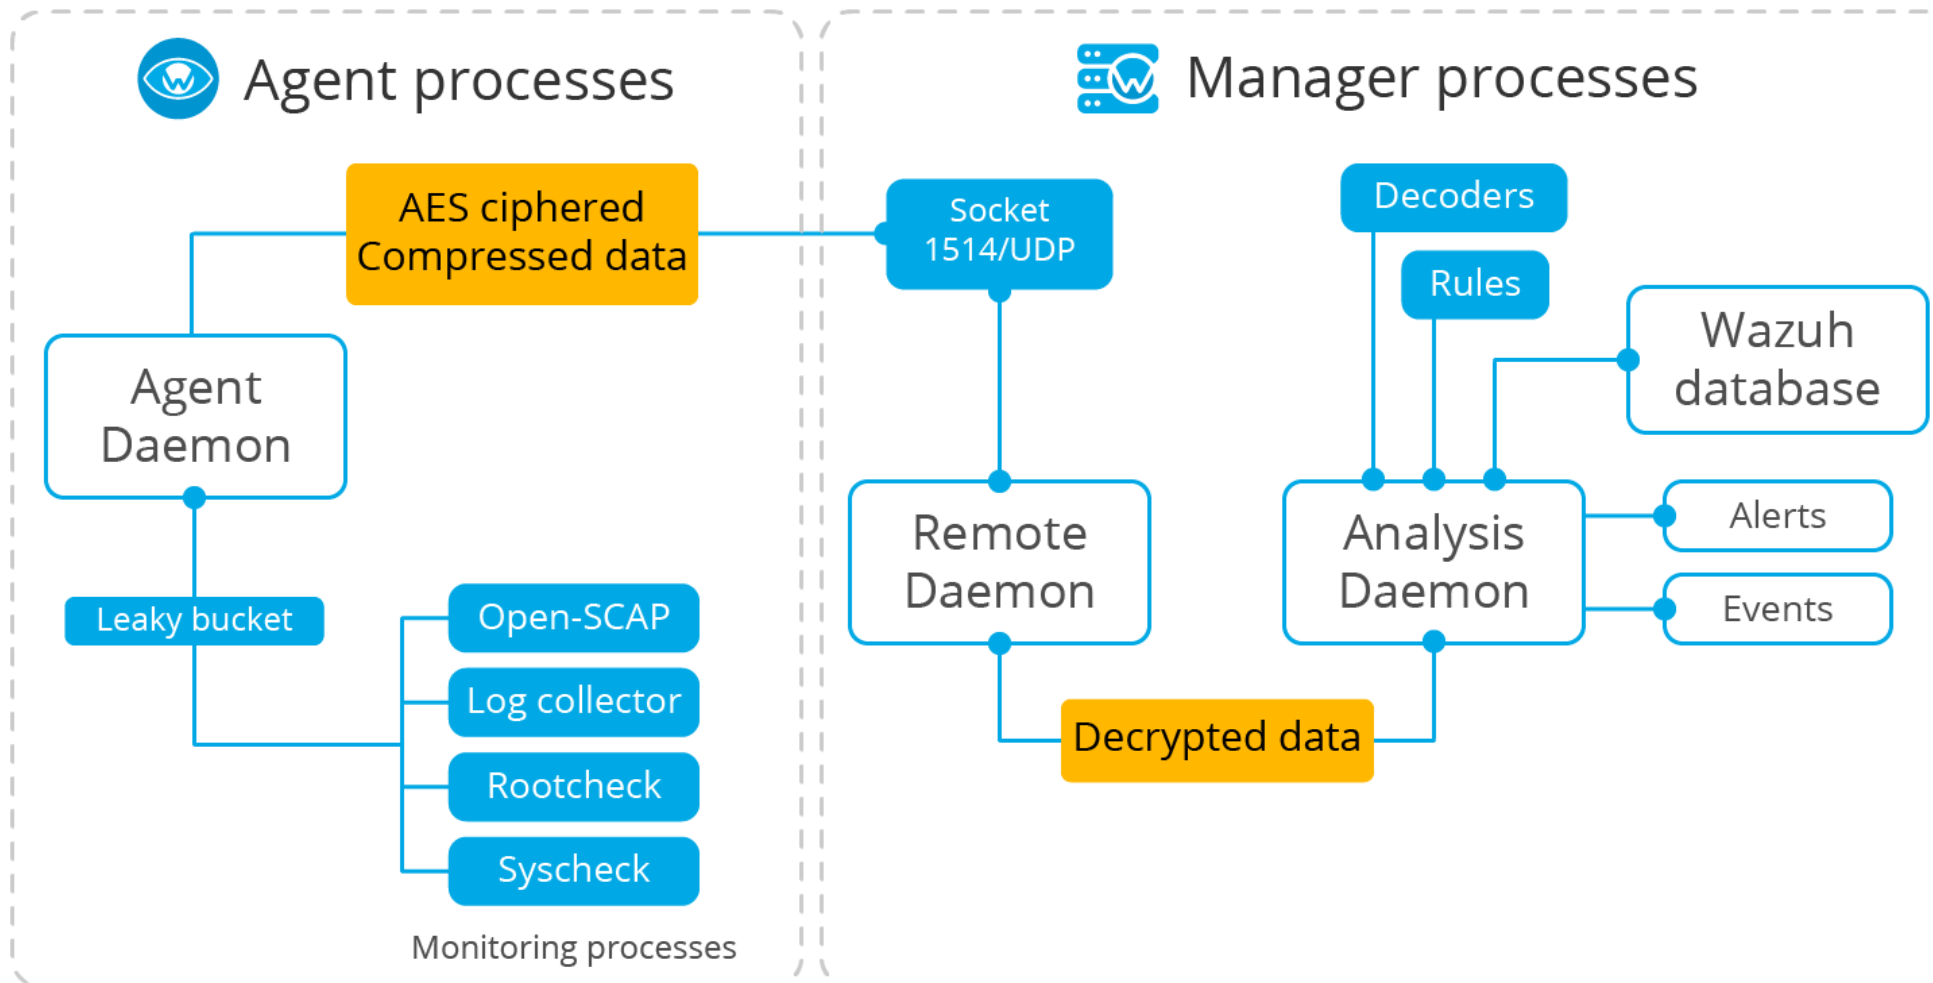 Agent processes
AES ciphered
Compressed data
Agent
Daemon
Leaky bucket
Open-SCAP
Log collector
Rootcheck
Syscheck
Monitoring processes
Manager processes
Socket
1514/UDP
Decoders
Rules
Wazuh
database
Remote
Daemon
Analysis
Daemon
Alerts
Events
Decrypted data